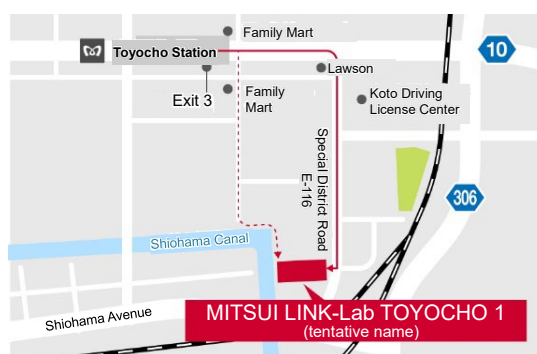 Family Mart
Toyocho Station
10
Lawson
Exit 3
Family
Mart
Koto Driving
License Center
Special District Road
E-116
306
Shiohama Canal
MITSUI LINK-Lab TOYOCHO 1
(tentative name)
Shiohama Avenue